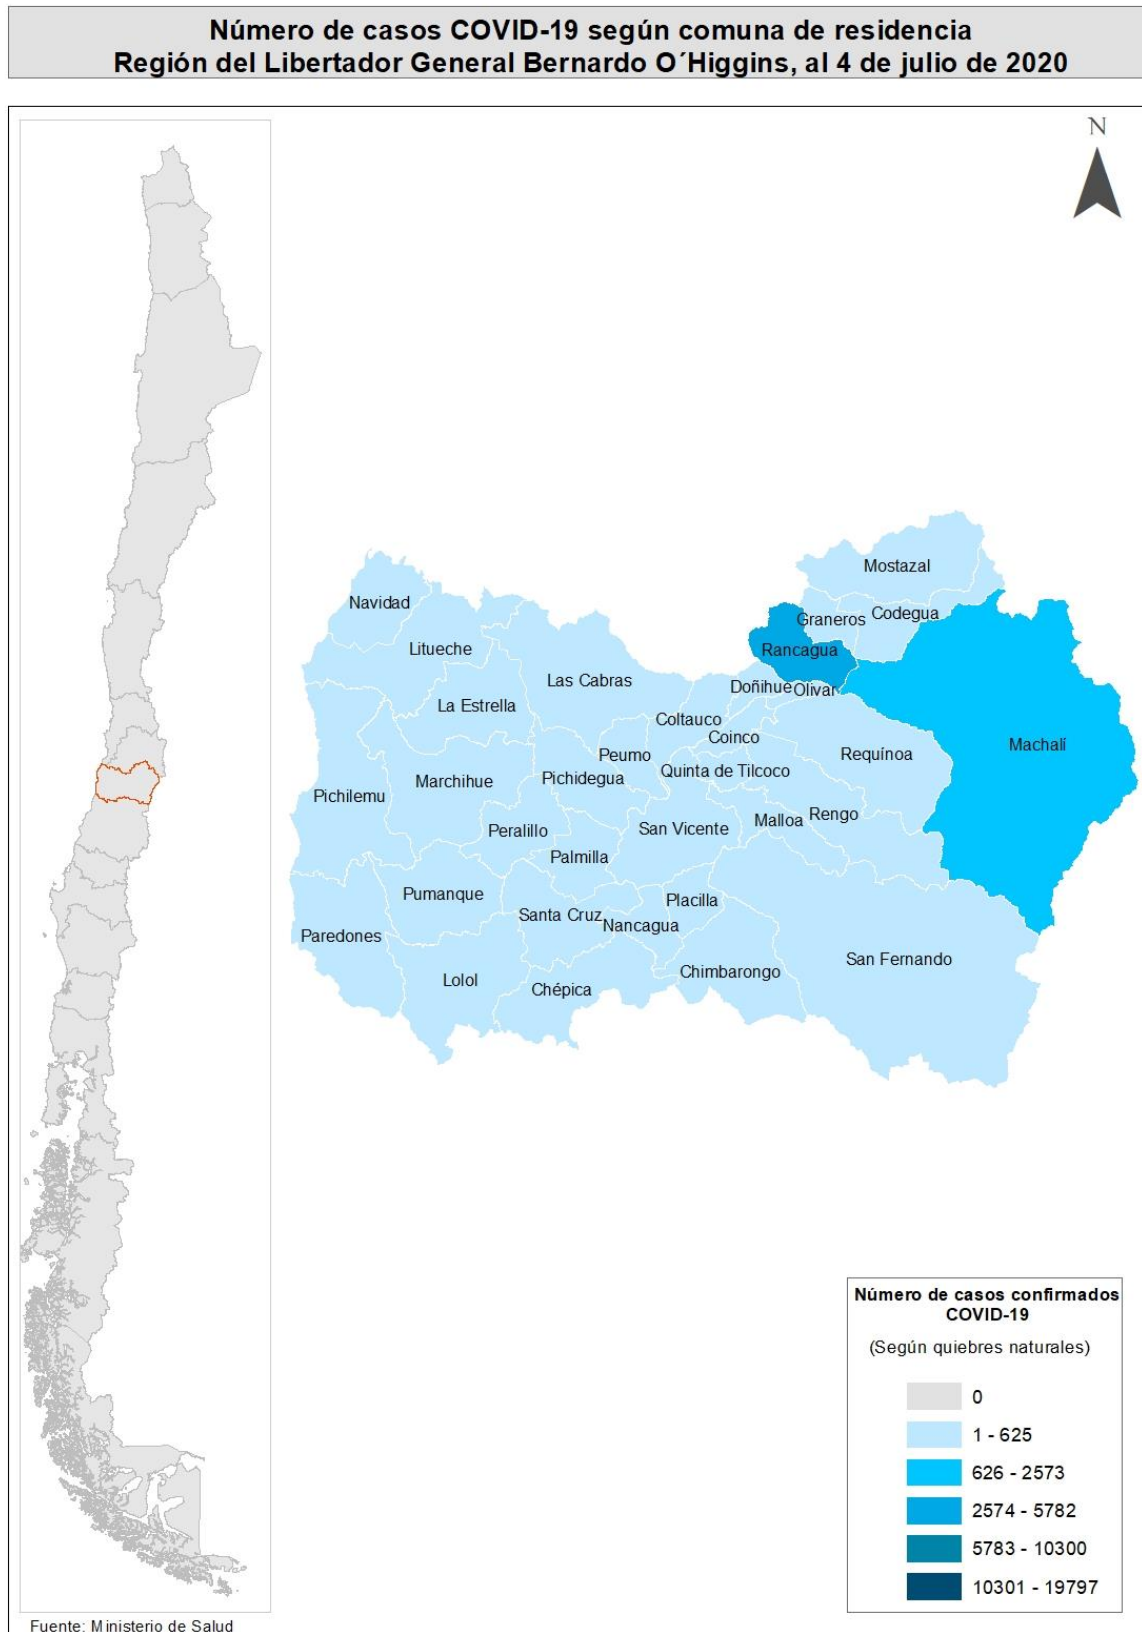 Número de casos COVID-19 según comuna de residencia
Región del Libertador General Bernardo O´Higgins, al 4 de julio de 2020
N
Mostazal
Navidad
Graneros
Codegua
Litueche
Rancagua
Las Cabras
Doñihue
Olivar
La Estrella
Coltauco
Coinco
Machalí
Peumo
Requínoa
Quinta de Tilcoco
Marchihue
Pichidegua
Pichilemu
Rengo
Malloa
San Vicente
Peralillo
Palmilla
Pumanque
Placilla
Santa Cruz
Nancagua
Paredones
San Fernando
Chimbarongo
Lolol
Chépica
Número de casos confirmados
COVID-19
(Según quiebres naturales)
0
1 - 625
626 - 2573
2574 - 5782
5783 - 10300
10301 - 19797
Fuente: Ministerio de Salud